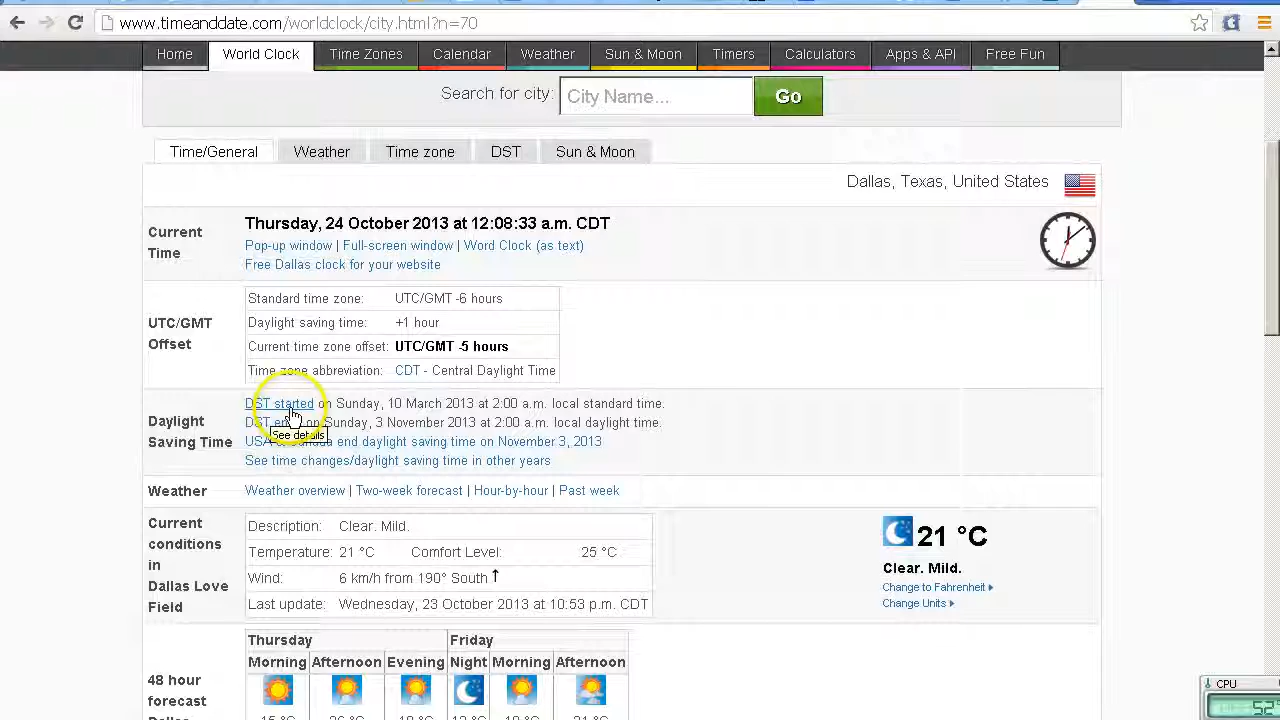 www.timeanddate.com/worldclock/city.html?n=70
Home World Clock Time Zones Calendar Weather Sun & Moon Timers Calculators Apps & API Free Fun
Search for city: City Name... Go
Time/General Weather Time zone DST Sun & Moon
Dallas, Texas, United States
Current Time
Thursday, 24 October 2013 at 12:08:33 a.m. CDT
Pop-up window | Full-screen window | Word Clock (as text)
Free Dallas clock for your website
UTC/GMT Offset
Standard time zone: UTC/GMT -6 hours
Daylight saving time: +1 hour
Current time zone offset: UTC/GMT -5 hours
Time zone abbreviation: CDT - Central Daylight Time
Daylight Saving Time
DST started on Sunday, 10 March 2013 at 2:00 a.m. local standard time.
DST Sunday, 3 November 2013 at 2:00 a.m. local daylight time.
See details
end daylight saving time on November 3, 2013
See time changes/daylight saving time in other years
Weather
Weather overview | Two-week forecast | Hour-by-hour | Past week
Current conditions in Dallas Love Field
Description: Clear. Mild.
Temperature: 21 °C Comfort Level: 25 °C
Wind: 6 km/h from 190° South ↑
Last update: Wednesday, 23 October 2013 at 10:53 p.m. CDT
21 °C
Clear. Mild.
Change to Fahrenheit
Change Units
48 hour forecast
Thursday Friday
Morning Afternoon Evening Night Morning Afternoon
CPU